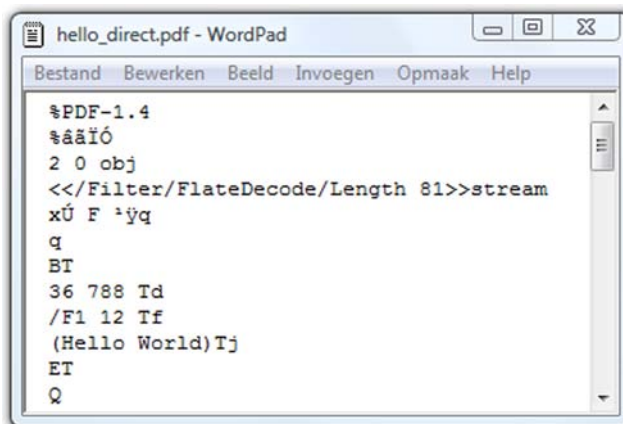 hello_direct.pdf - WordPad
Bestand Bewerken Beeld Invoegen Opmaak Help
%PDF-1.4
%âãÏÓ
2 0 obj
<</Filter/FlateDecode/Length 81>>stream
xÚ F ¹ÿq
q
BT
36 788 Td
/F1 12 Tf
(Hello World)Tj
ET
Q